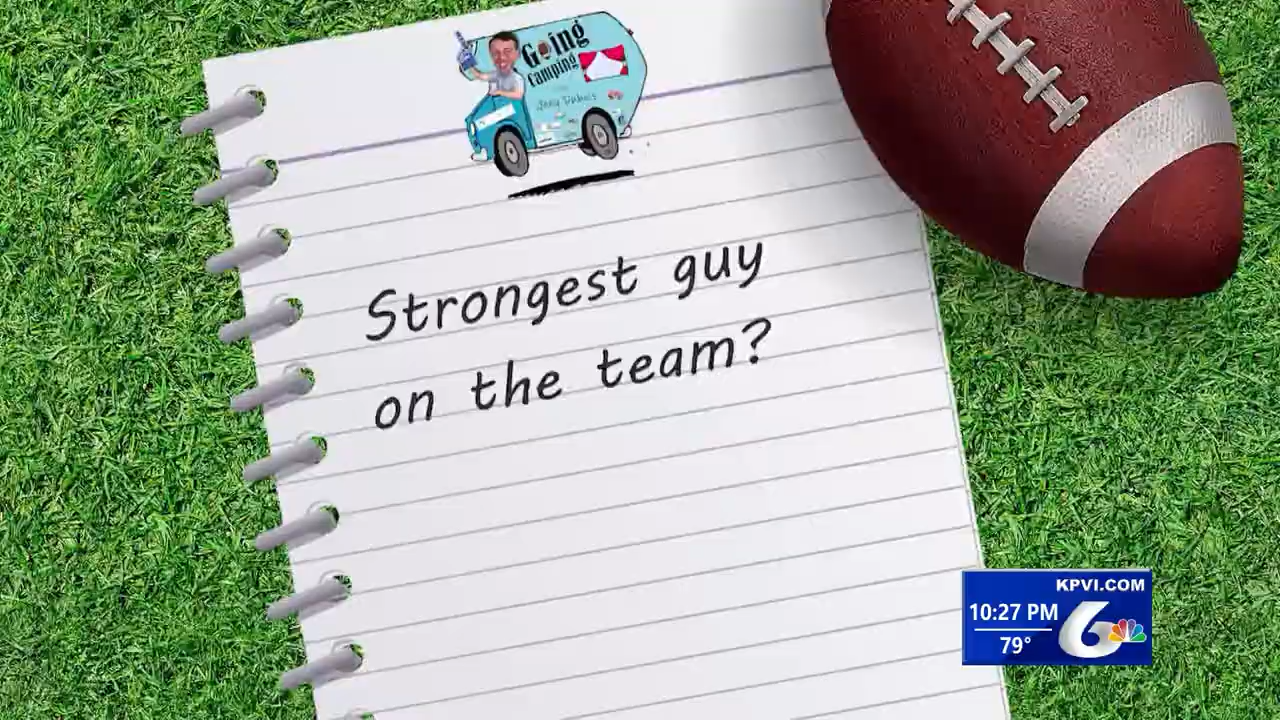 Going
Camping
Strongest guy
on the team?
KPVI.COM
10:27 PM
6
79°